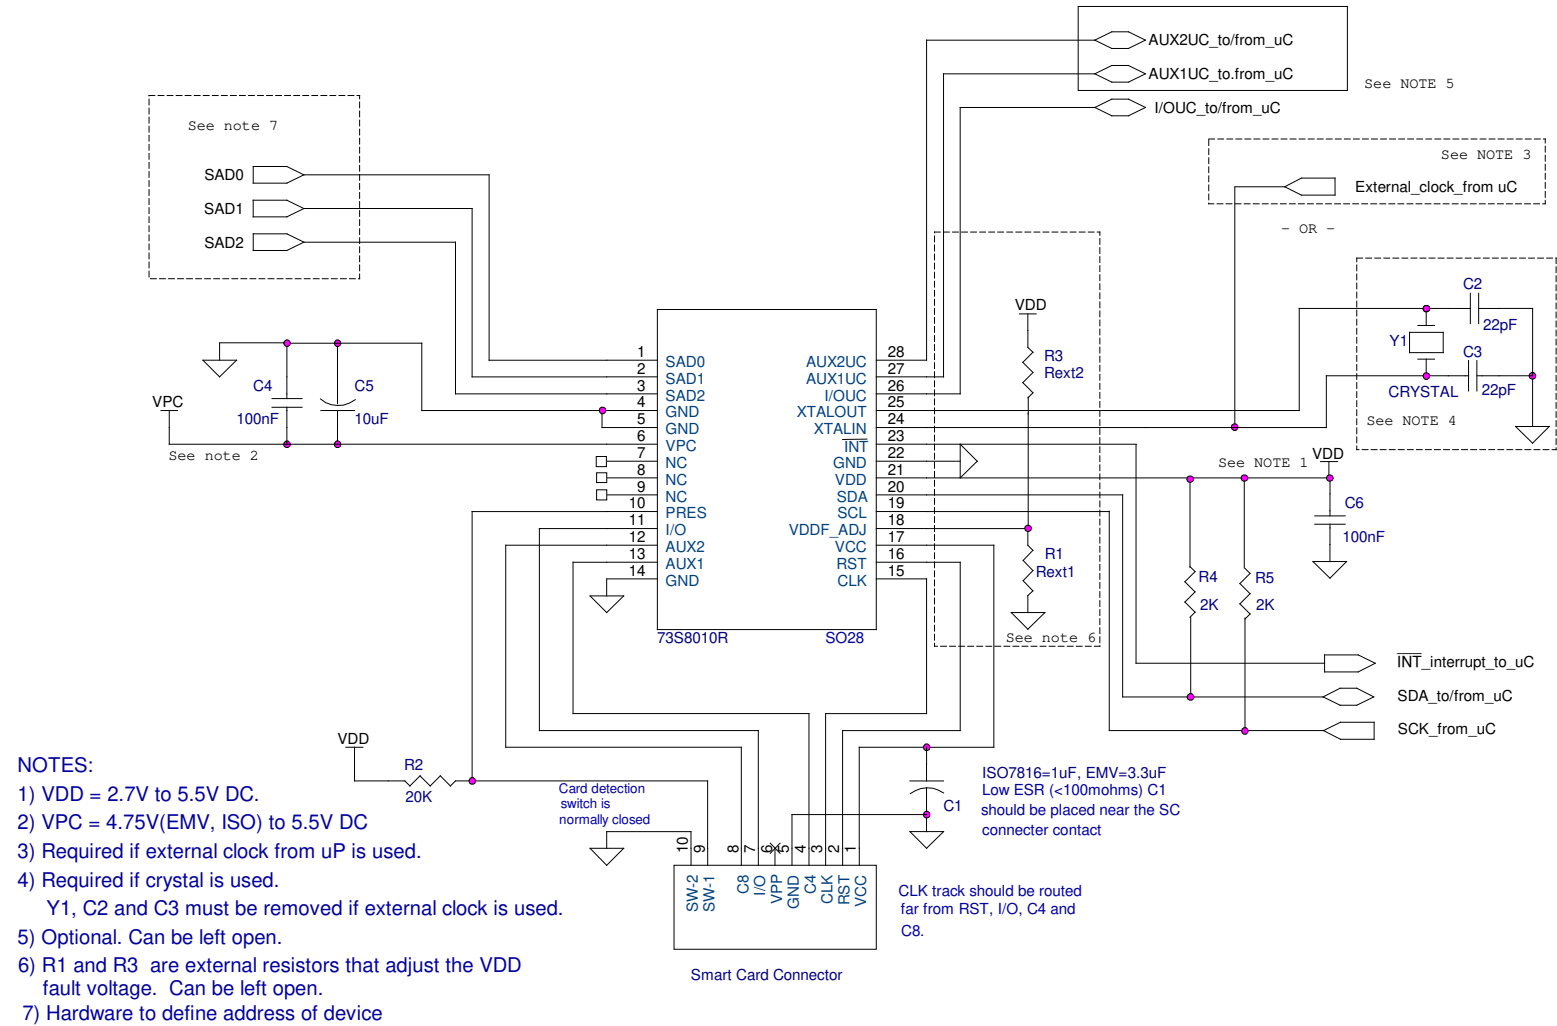 AUX2UC_to/from_uC
AUX1UC_to.from_uC
See NOTE 5
I/OUC_to/from_uC
See note 7
SAD0
SAD1
SAD2
See NOTE 3
External_clock_from uC
- OR -
VDD
R3
Rext2
C2
22pF
Y1
C3
22pF
CRYSTAL
See NOTE 4
C4
100nF
C5
10uF
VPC
See note 2
1
2
3
4
5
6
7
8
9
10
11
12
13
14
SAD0
SAD1
SAD2
GND
GND
VPC
NC
NC
NC
PRES
I/O
AUX2
AUX1
GND
AUX2UC
AUX1UC
I/OUC
XTALOUT
XTALIN
INT
GND
VDD
SDA
SCL
VDDF_ADJ
VCC
RST
CLK
28
27
26
25
24
23
22
21
20
19
18
17
16
15
73S8010R
SO28
See NOTE 1
VDD
C6
100nF
R1
Rext1
See note 6
R4
2K
R5
2K
INT_interrupt_to_uC
SDA_to/from_uC
SCK_from_uC
VDD
R2
20K
Card detection
switch is
normally closed
C1
ISO7816=1uF, EMV=3.3uF
Low ESR (<100mohms) C1
should be placed near the SC
connecter contact
10
9
8
7
6
5
4
3
2
1
SW-2
SW-1
C8
I/O
VPP
GND
C4
CLK
RST
VCC
CLK track should be routed
far from RST, I/O, C4 and
C8.
Smart Card Connector
NOTES:
1) VDD = 2.7V to 5.5V DC.
2) VPC = 4.75V(EMV, ISO) to 5.5V DC
3) Required if external clock from uP is used.
4) Required if crystal is used.
Y1, C2 and C3 must be removed if external clock is used.
5) Optional. Can be left open.
6) R1 and R3 are external resistors that adjust the VDD
fault voltage. Can be left open.
7) Hardware to define address of device